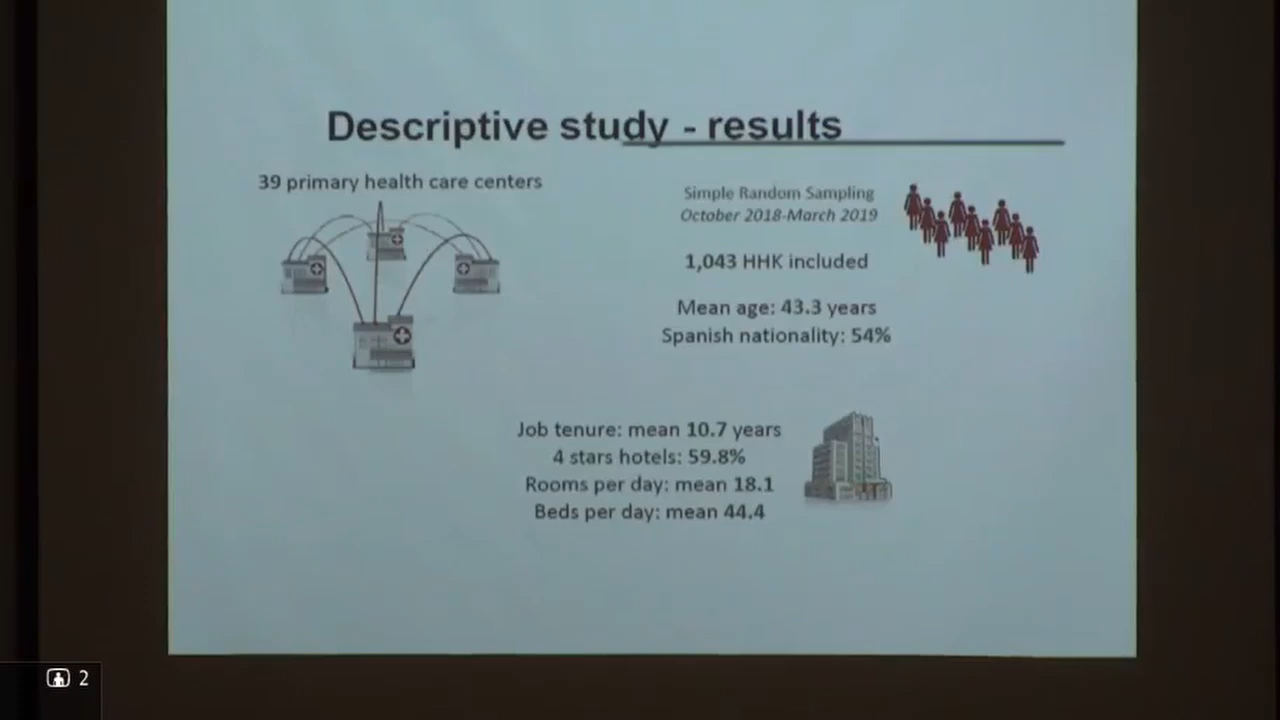 Descriptive study - results
39 primary health care centers
Simple Random Sampling
October 2018-March 2019
1,043 HHK included
Mean age: 43.3 years
Spanish nationality: 54%
Job tenure: mean 10.7 years
4 stars hotels: 59.8%
Rooms per day: mean 18.1
Beds per day: mean 44.4
2